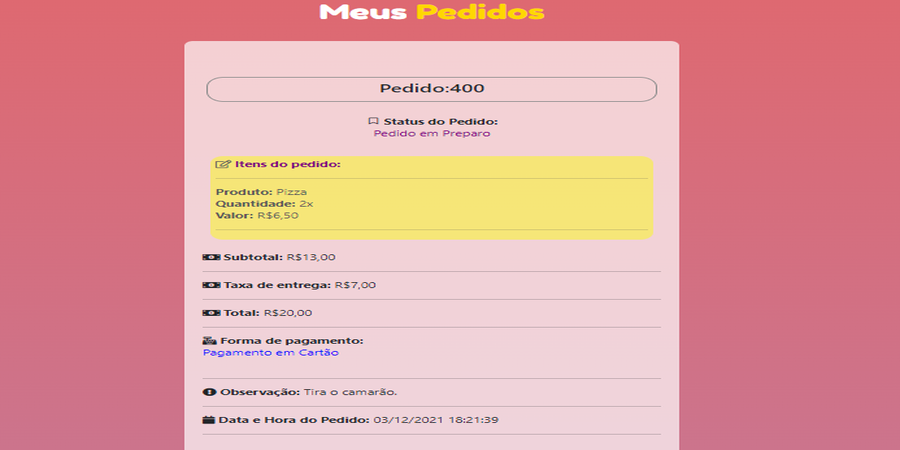 Meus Pedidos
Pedido:400
Status do Pedido:
Pedido em Preparo
Itens do pedido:
Produto: Pizza
Quantidade: 2x
Valor: R$6,50
Subtotal: R$13,00
Taxa de entrega: R$7,00
Total: R$20,00
Forma de pagamento:
Pagamento em Cartão
Observação: Tira o camarão.
Data e Hora do Pedido: 03/12/2021 18:21:39